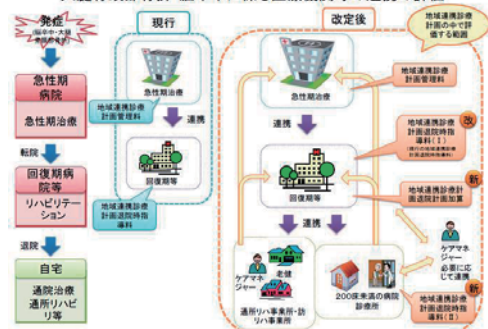 発症
急性期
病院
急性期治療
転院
回復期病
院等
リハビリテ
ーション
退院
自宅
通院治療
通所リハビ
リ等
現行
急性期治療
地域連携診療
計画管理料
連携
回復期等
地域連携診療
計画退院時指
導料
改定後
地域連携診療
計画の中で評
価する範囲
急性期治療
地域連携診療
計画管理料
連携
改
地域連携診療
計画退院時指
導料(Ⅰ)
回復期等
新
地域連携診療計
画退院計画加算
連携
ケアマネ
ジャー
老健
通所リハ事業所・訪
リハ事業所
200床未満の病院
診療所
ケアマネ
ジャー
必要に応
じて連携
新
地域連携診療
計画退院時指
導料(Ⅱ)